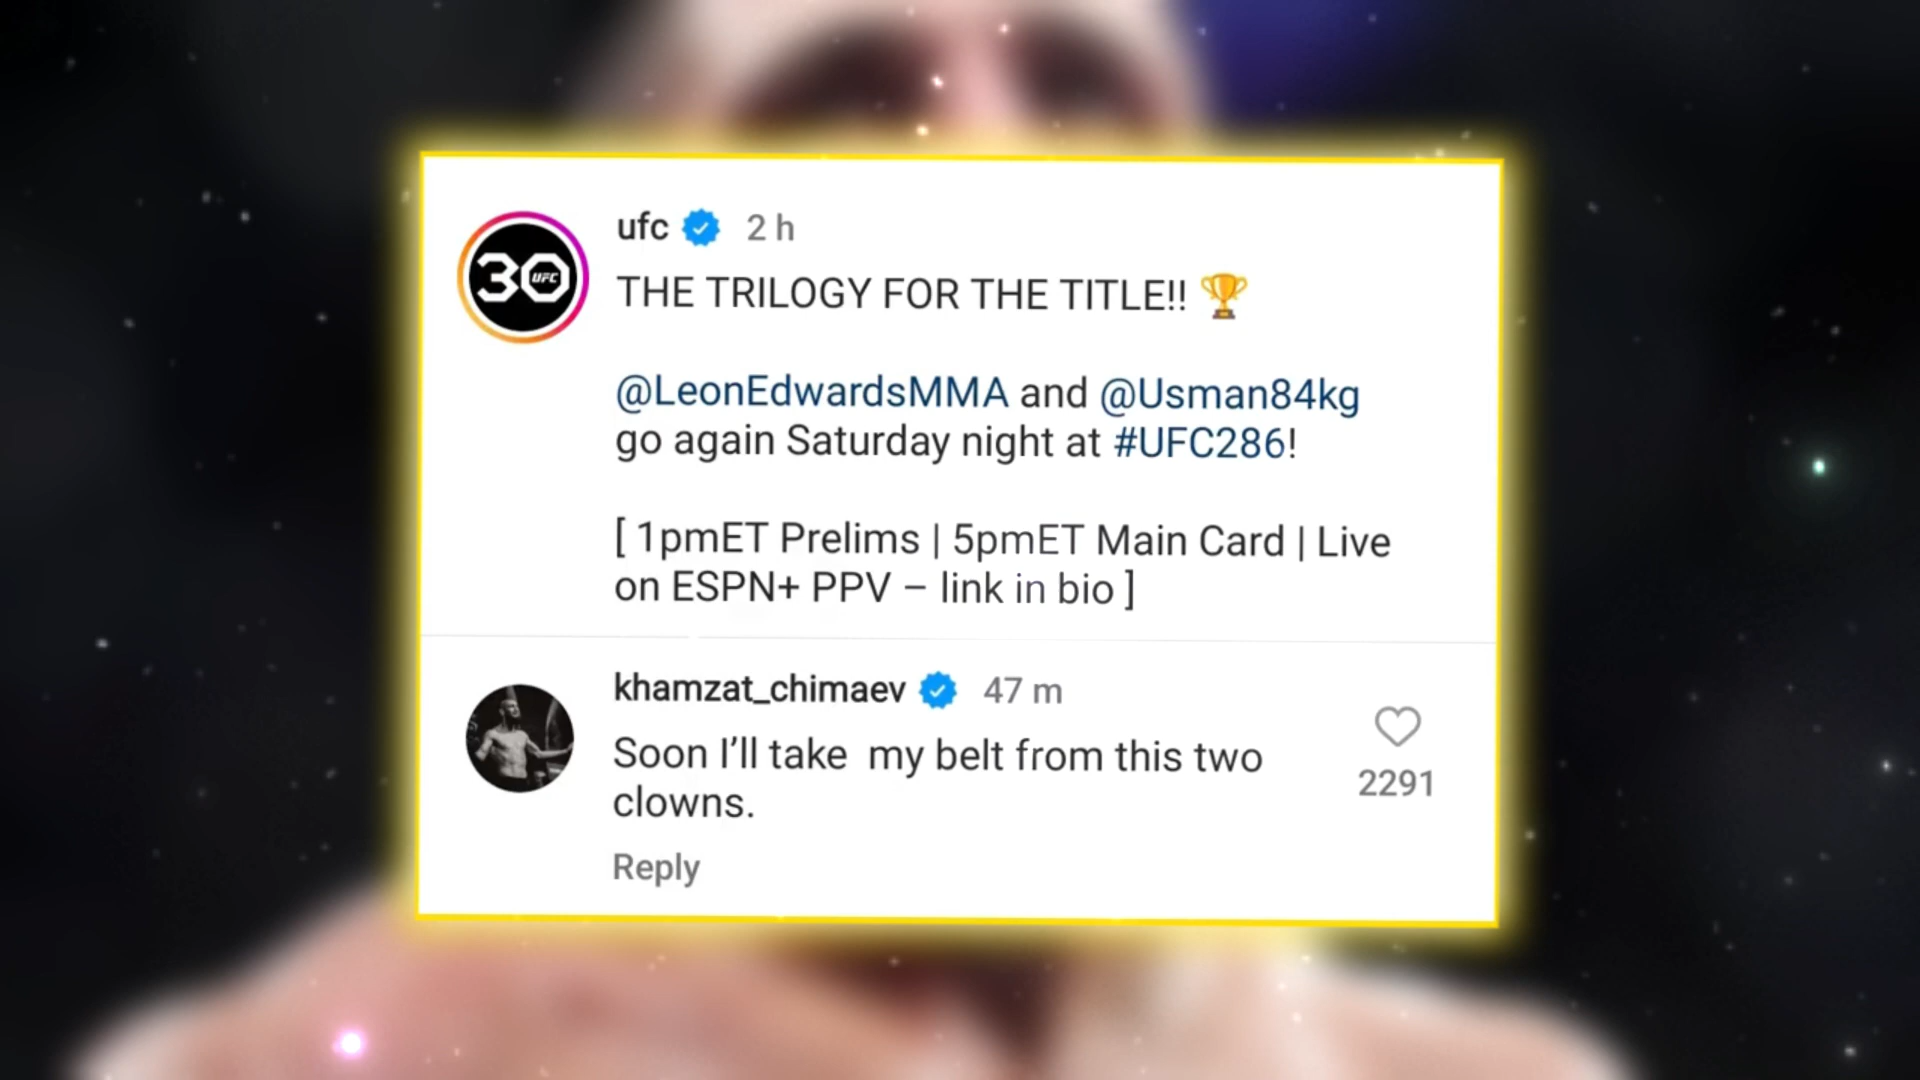 ufc 2 h
30 UFC
THE TRILOGY FOR THE TITLE!! 🏆
@LeonEdwardsMMA and @Usman84kg
go again Saturday night at #UFC286!
[ 1pmET Prelims | 5pmET Main Card | Live
on ESPN+ PPV – link in bio ]
khamzat_chimaev 47 m
Soon I’ll take  my belt from this two
clowns.
2291
Reply